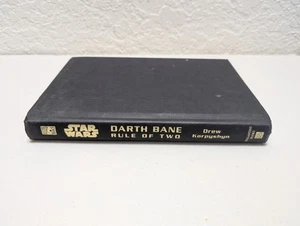 STAR
WARS
DARTH BANE
RULE OF TWO
Drew
Karpyshyn